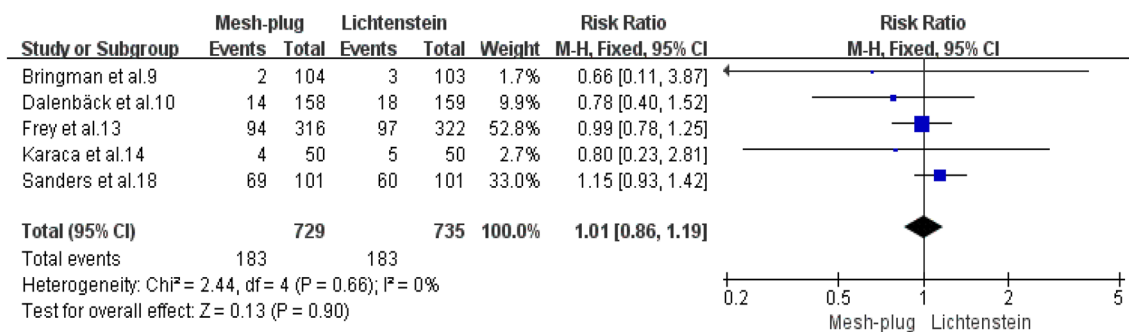 Mesh-plug Lichtenstein Risk Ratio Risk Ratio
Study or Subgroup Events Total Events Total Weight M-H, Fixed, 95% CI M-H, Fixed, 95% CI
Bringman et al.9 2 104 3 103 1.7% 0.66 [0.11, 3.87]
Dalenbäck et al.10 14 158 18 159 9.9% 0.78 [0.40, 1.52]
Frey et al.13 94 316 97 322 52.8% 0.99 [0.78, 1.25]
Karaca et al.14 4 50 5 50 2.7% 0.80 [0.23, 2.81]
Sanders et al.18 69 101 60 101 33.0% 1.15 [0.93, 1.42]
Total (95% CI) 729 735 100.0% 1.01 [0.86, 1.19]
Total events 183 183
Heterogeneity: Chi² = 2.44, df = 4 (P = 0.66); I² = 0%
Test for overall effect: Z = 0.13 (P = 0.90)
0.2 0.5 1 2 5
Mesh-plug Lichtenstein